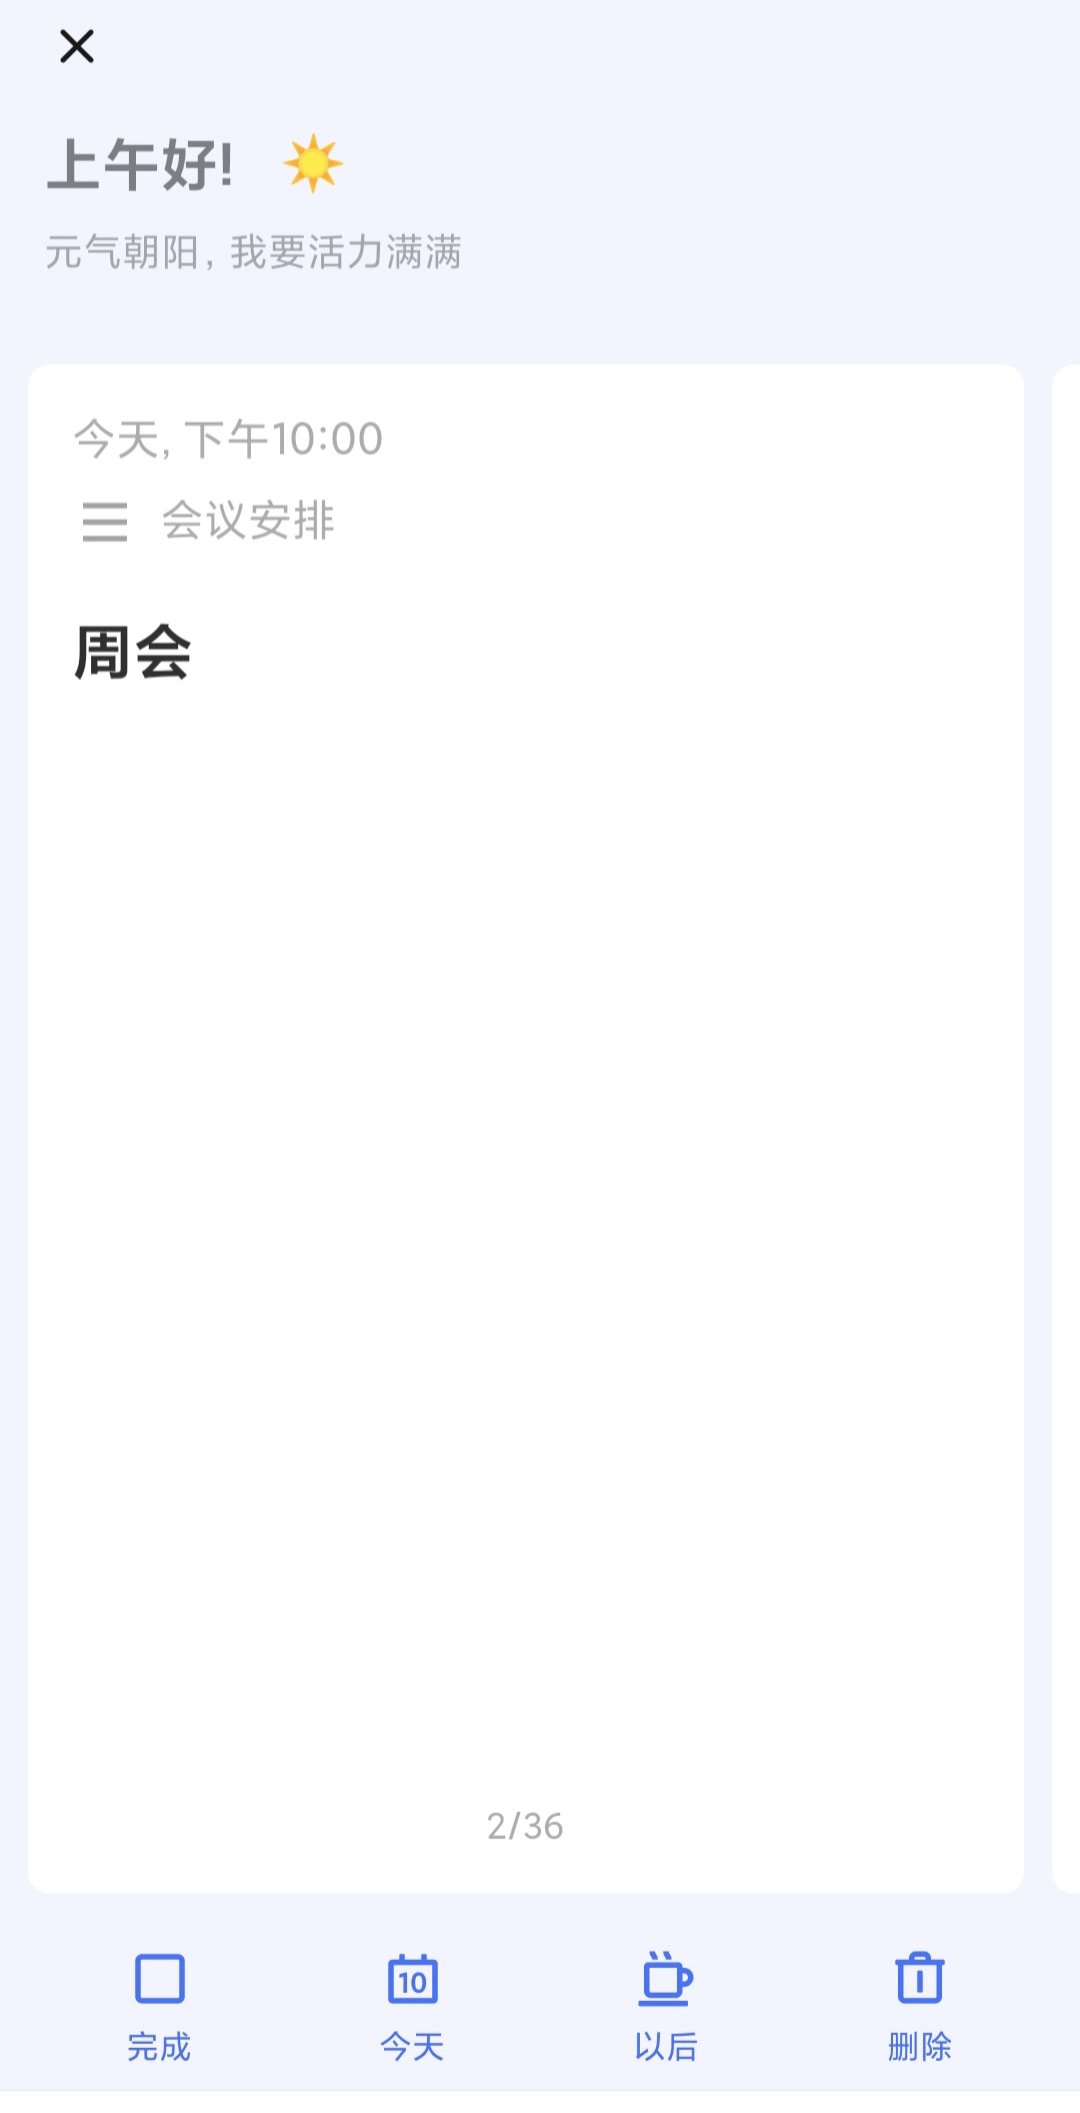 上午好!
元气朝阳, 我要活力满满
今天, 下午10:00
会议安排
周会
2/36
10
完成 今天 以后 删除